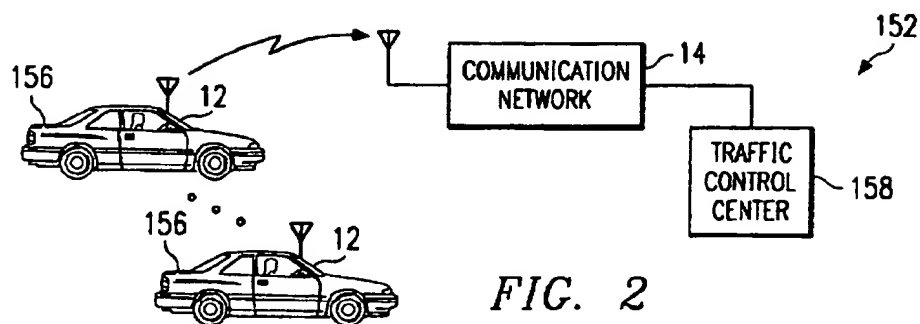 152
14
COMMUNICATION
NETWORK
156
12
TRAFFIC
CONTROL
CENTER
158
156
12
FIG. 2